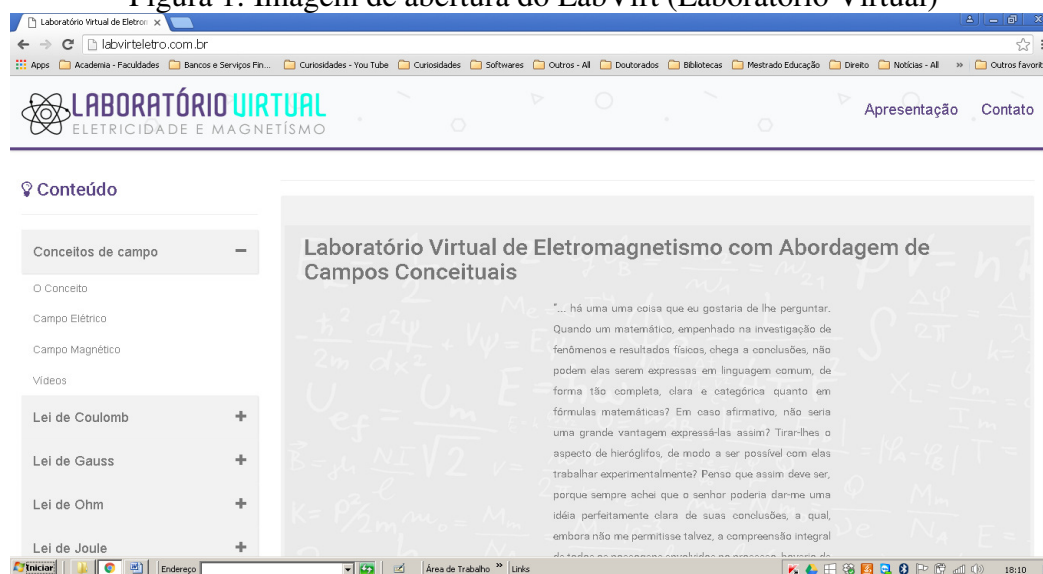 Figura 1: Imagem de abertura do LabVirt (Laboratório Virtual)
Laboratório Virtual de Eletron
labvirteletro.com.br
Apps Academia - Faculdades Bancos e Serviços Fin... Curiosidades - You Tube Curiosidades Softwares Outros - All Doutorados Bibliotecas Mestrado Educação Direito Notícias - All » Outros favorit
LABORATÓRIO VIRTUAL
ELETRICIDADE E MAGNETÍSMO
Apresentação Contato
Conteúdo
Conceitos de campo −
O Conceito
Campo Elétrico
Campo Magnético
Vídeos
Lei de Coulomb +
Lei de Gauss +
Lei de Ohm +
Lei de Joule +
Laboratório Virtual de Eletromagnetismo com Abordagem de
Campos Conceituais
"... há uma uma coisa que eu gostaria de lhe perguntar.
Quando um matemático, empenhado na investigação de
fenômenos e resultados físicos, chega a conclusões, não
podem elas serem expressas em linguagem comum, de
forma tão completa, clara e categórica quanto em
fórmulas matemáticas? Em caso afirmativo, não seria
uma grande vantagem expressá-las assim? Tirar-lhes o
aspecto de hieróglifos, de modo a ser possível com elas
trabalhar experimentalmente? Penso que assim deve ser,
porque sempre achei que o senhor poderia dar-me uma
idéia perfeitamente clara de suas conclusões, a qual,
embora não me permitisse talvez, a compreensão integral
Iniciar Endereço Área de Trabalho » Links 18:10